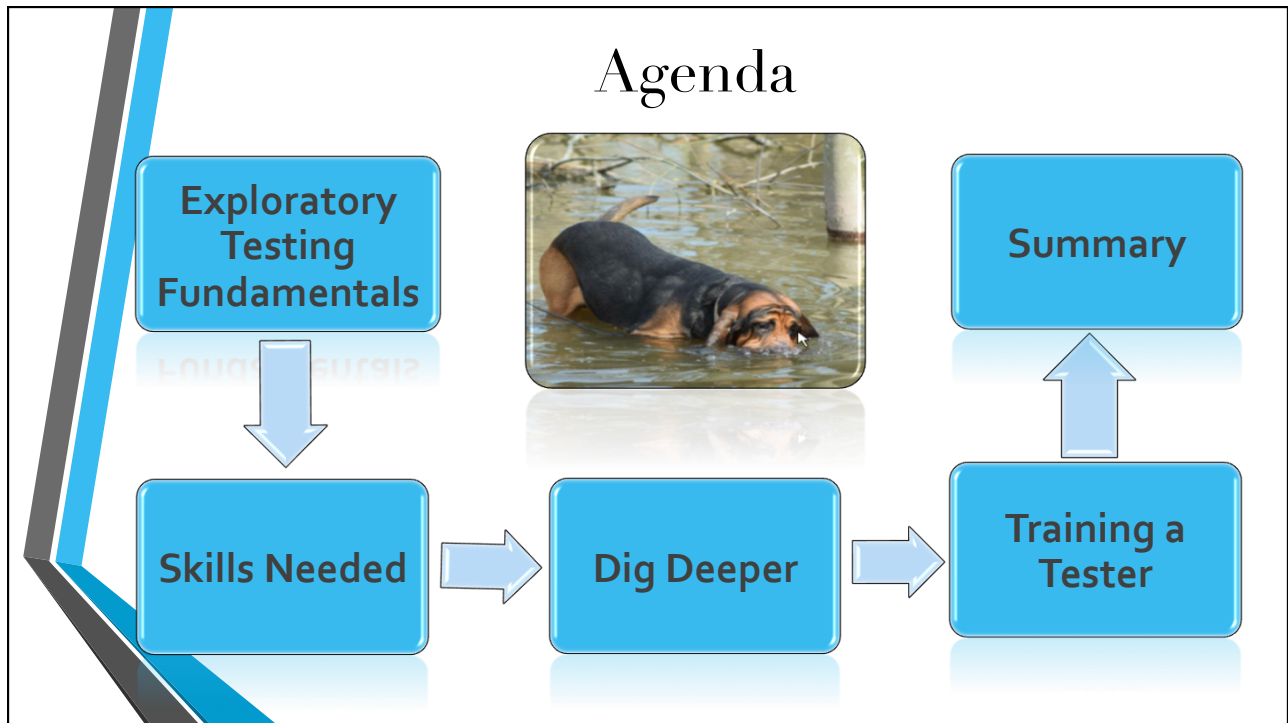 Agenda
Exploratory
Testing
Fundamentals
Skills Needed
Dig Deeper
Training a
Tester
Summary